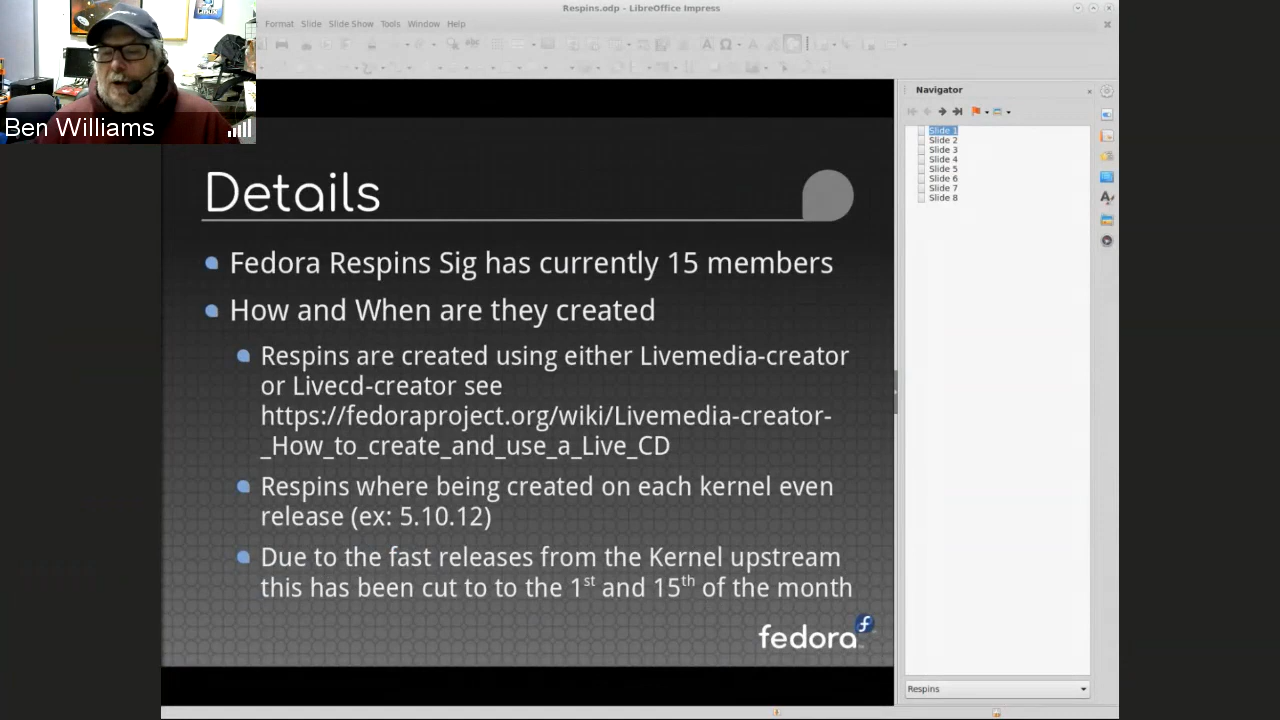 Respins.odp - LibreOffice Impress
Format Slide Slide Show Tools Window Help
Ben Williams
Navigator
Slide 1
Slide 2
Slide 3
Slide 4
Slide 5
Slide 6
Slide 7
Slide 8
Details
Fedora Respins Sig has currently 15 members
How and When are they created
Respins are created using either Livemedia-creator
or Livecd-creator see
https://fedoraproject.org/wiki/Livemedia-creator-
_How_to_create_and_use_a_Live_CD
Respins where being created on each kernel even
release (ex: 5.10.12)
Due to the fast releases from the Kernel upstream
this has been cut to to the 1st and 15th of the month
fedora
Respins